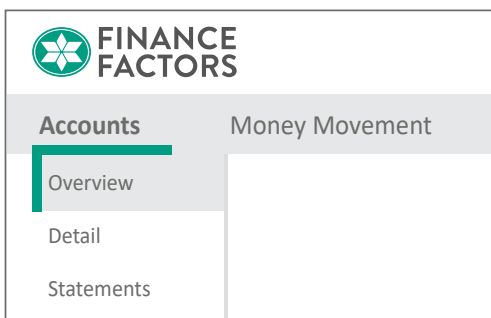 FINANCE
FACTORS
Accounts Money Movement
Overview
Detail
Statements